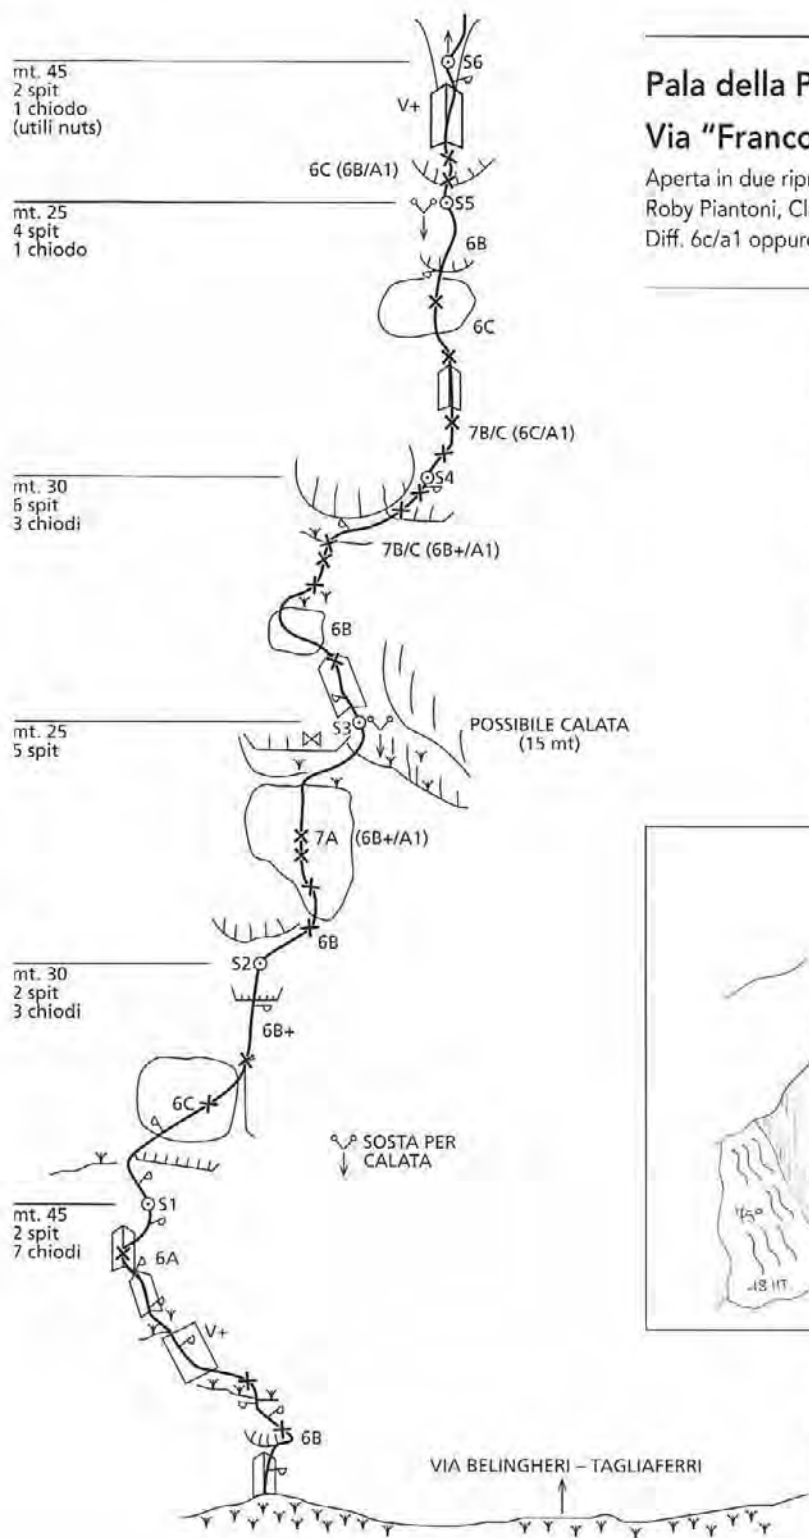 mt. 45
2 spit
1 chiodo
(utili nuts)
S6
V+
6C (6B/A1)
mt. 25
4 spit
1 chiodo
S5
6B
6C
7B/C (6C/A1)
mt. 30
6 spit
3 chiodi
S4
7B/C (6B+/A1)
6B
mt. 25
5 spit
S3
POSSIBILE CALATA
(15 mt)
7A (6B+/A1)
6B
mt. 30
2 spit
3 chiodi
S2
6B+
6C
SOSTA PER
CALATA
mt. 45
2 spit
7 chiodi
S1
6A
V+
6B
VIA BELINGHERI – TAGLIAFERRI
Pala della P
Via "Franco
Aperta in due ripr
Roby Piantoni, Cl
Diff. 6c/a1 oppure
45°